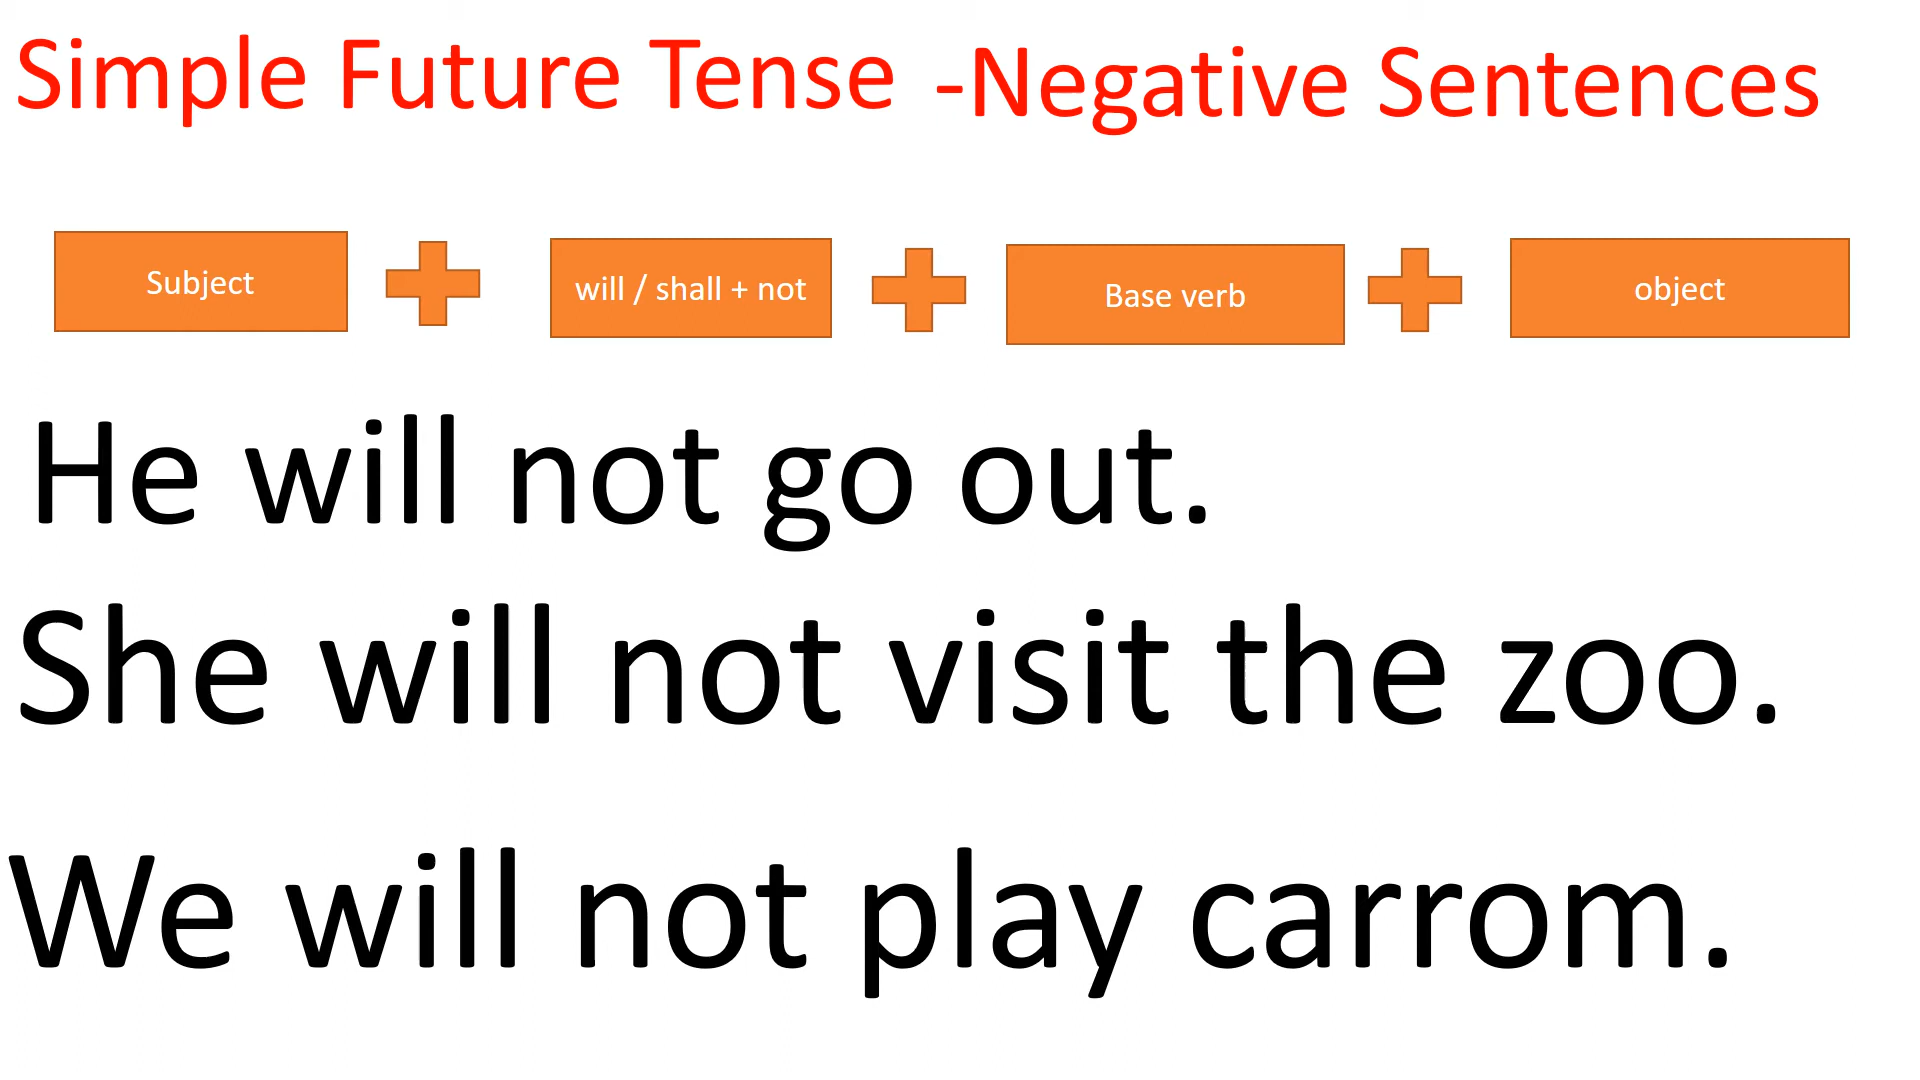 Simple Future Tense -Negative Sentences
Subject will / shall + not Base verb object
He will not go out.
She will not visit the zoo.
We will not play carrom.